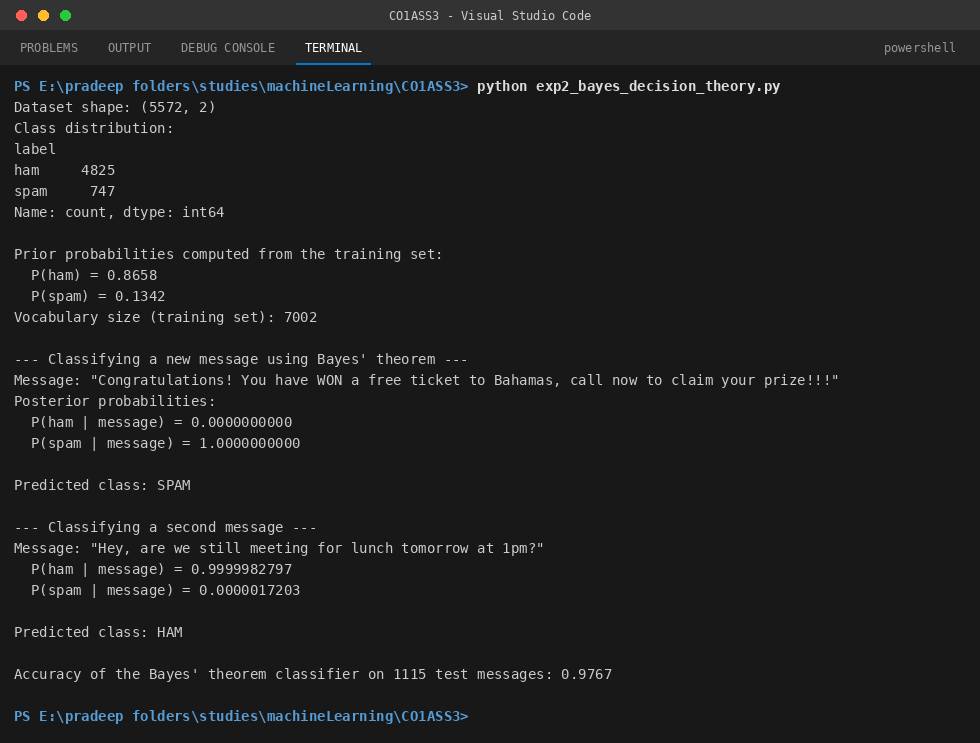 CO1ASS3 - Visual Studio Code
PROBLEMS OUTPUT DEBUG CONSOLE TERMINAL powershell
PS E:\pradeep folders\studies\machineLearning\CO1ASS3> python exp2_bayes_decision_theory.py
Dataset shape: (5572, 2)
Class distribution:
label
ham     4825
spam     747
Name: count, dtype: int64

Prior probabilities computed from the training set:
  P(ham) = 0.8658
  P(spam) = 0.1342
Vocabulary size (training set): 7002

--- Classifying a new message using Bayes' theorem ---
Message: "Congratulations! You have WON a free ticket to Bahamas, call now to claim your prize!!!"
Posterior probabilities:
  P(ham | message) = 0.0000000000
  P(spam | message) = 1.0000000000

Predicted class: SPAM

--- Classifying a second message ---
Message: "Hey, are we still meeting for lunch tomorrow at 1pm?"
  P(ham | message) = 0.9999982797
  P(spam | message) = 0.0000017203

Predicted class: HAM

Accuracy of the Bayes' theorem classifier on 1115 test messages: 0.9767

PS E:\pradeep folders\studies\machineLearning\CO1ASS3>